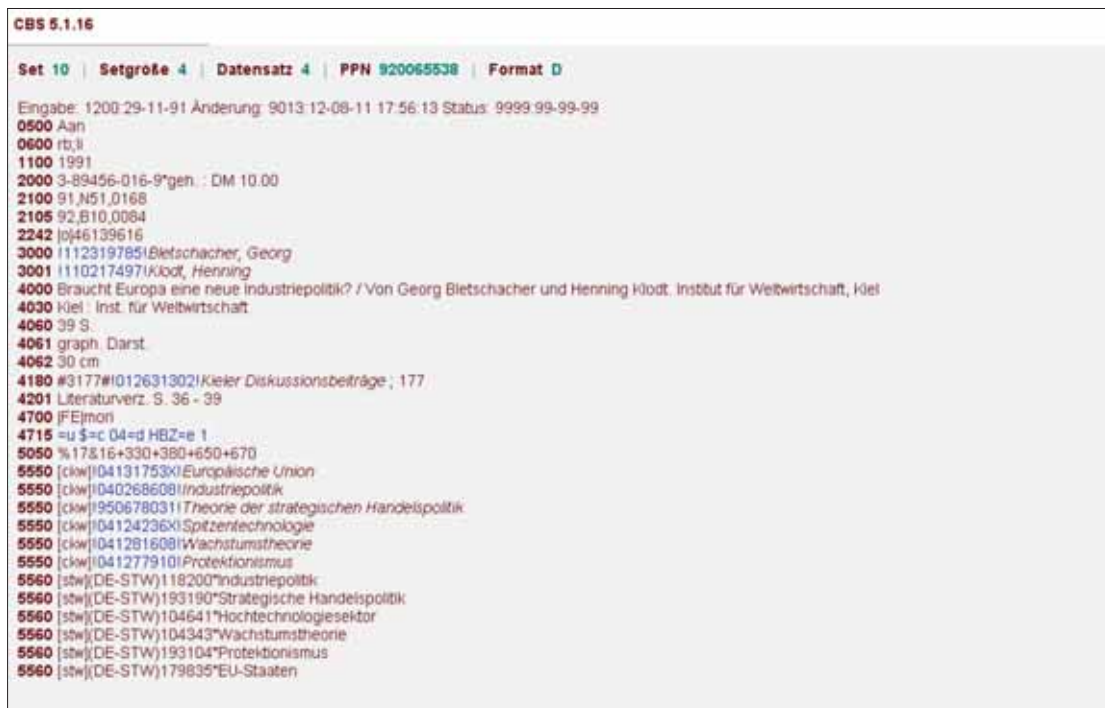 CBS 5.1.16
Set 10 | Setgröße 4 | Datensatz 4 | PPN 920065538 | Format D
Eingabe: 1200:29-11-91 Änderung: 9013:12-08-11 17:56:13 Status: 9999:99-99-99
0500 Aan
0600 rb;li
1100 1991
2000 3-89456-016-9*geh. : DM 10.00
2100 91,N51,0168
2105 92,B10,0084
2242 |o|46139616
3000 !112319785!Bletschacher, Georg
3001 !110217497!Klodt, Henning
4000 Braucht Europa eine neue Industriepolitik? / Von Georg Bletschacher und Henning Klodt. Institut für Weltwirtschaft, Kiel
4030 Kiel : Inst. für Weltwirtschaft
4060 39 S.
4061 graph. Darst.
4062 30 cm
4180 #3177#!012631302!Kieler Diskussionsbeiträge ; 177
4201 Literaturverz. S. 36 - 39
4700 |FE|mori
4715 =u $=c 04=d HBZ=e 1
5050 %17&16+330+380+650+670
5550 [ckw]!04131753X!Europäische Union
5550 [ckw]!040268608!Industriepolitik
5550 [ckw]!950678031!Theorie der strategischen Handelspolitik
5550 [ckw]!04124236X!Spitzentechnologie
5550 [ckw]!041281608!Wachstumstheorie
5550 [ckw]!041277910!Protektionismus
5560 [stw](DE-STW)118200*Industriepolitik
5560 [stw](DE-STW)193190*Strategische Handelspolitik
5560 [stw](DE-STW)104641*Hochtechnologiesektor
5560 [stw](DE-STW)104343*Wachstumstheorie
5560 [stw](DE-STW)193104*Protektionismus
5560 [stw](DE-STW)179835*EU-Staaten